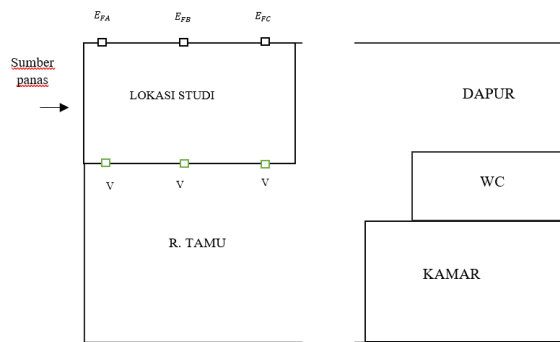 E_FA E_FB E_FC
Sumber
panas
LOKASI STUDI
DAPUR
V V V
WC
R. TAMU
KAMAR